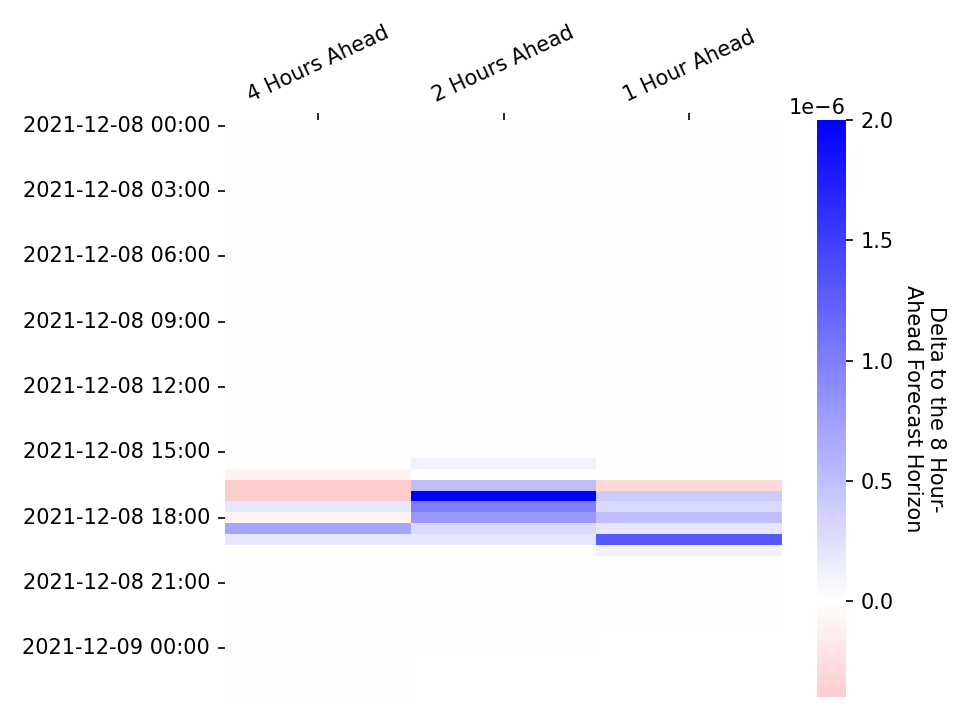 4 Hours Ahead
2 Hours Ahead
1 Hour Ahead
1e−6
2021-12-08 00:00
2021-12-08 03:00
2021-12-08 06:00
2021-12-08 09:00
2021-12-08 12:00
2021-12-08 15:00
2021-12-08 18:00
2021-12-08 21:00
2021-12-09 00:00
2.0
1.5
1.0
0.5
0.0
Delta to the 8 Hour-
Ahead Forecast Horizon